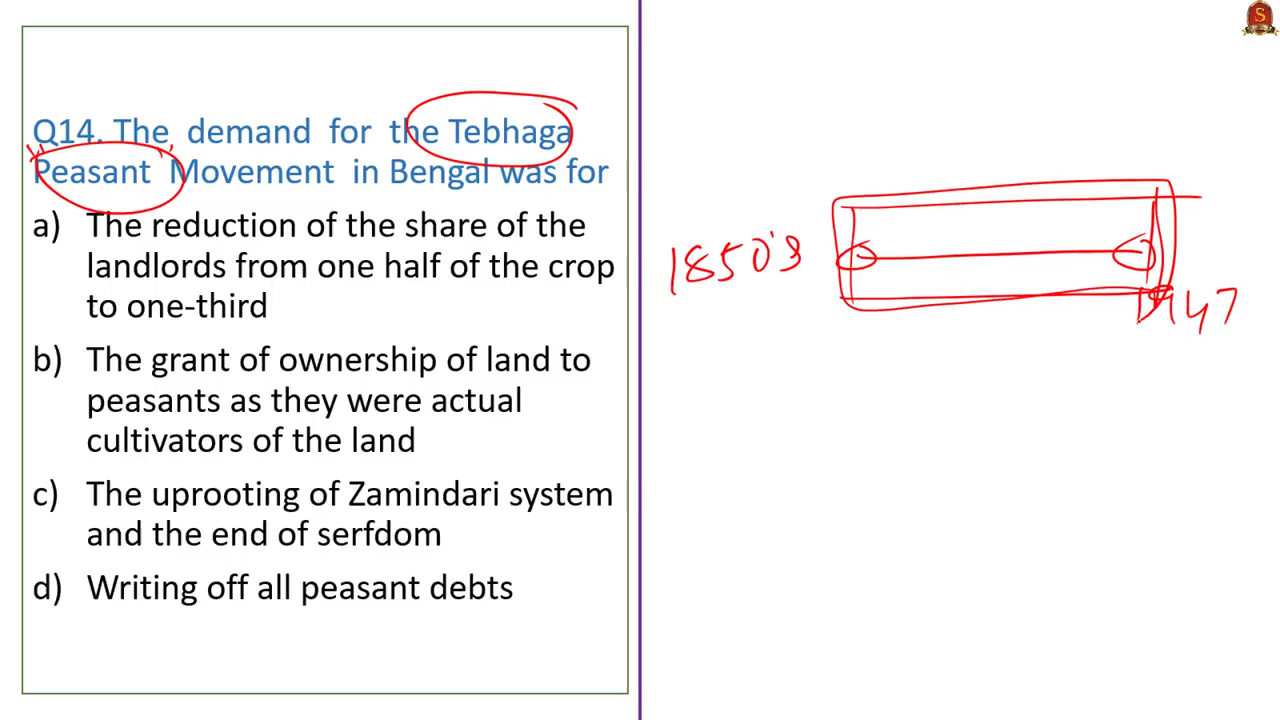 Q14. The demand for the Tebhaga
Peasant Movement in Bengal was for
a) The reduction of the share of the
landlords from one half of the crop
to one-third
b) The grant of ownership of land to
peasants as they were actual
cultivators of the land
c) The uprooting of Zamindari system
and the end of serfdom
d) Writing off all peasant debts
1850's
1947
S